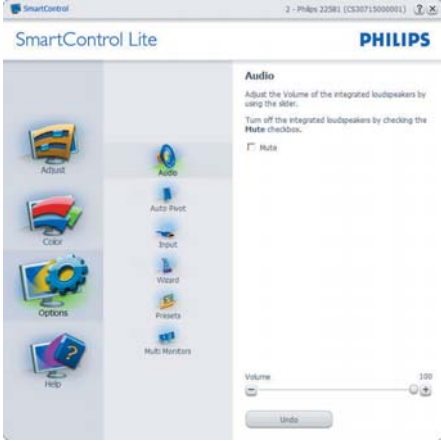 SmartControl
2 - Philips 225B1 (CS30715000001)
SmartControl Lite
PHILIPS
Adjust
Color
Options
Help
Audio
Auto Pivot
Input
Wizard
Presets
Multi Monitors
Audio
Adjust the Volume of the integrated loudspeakers by
using the slider.
Turn off the integrated loudspeakers by checking the
Mute checkbox.
Mute
Volume 100
Undo